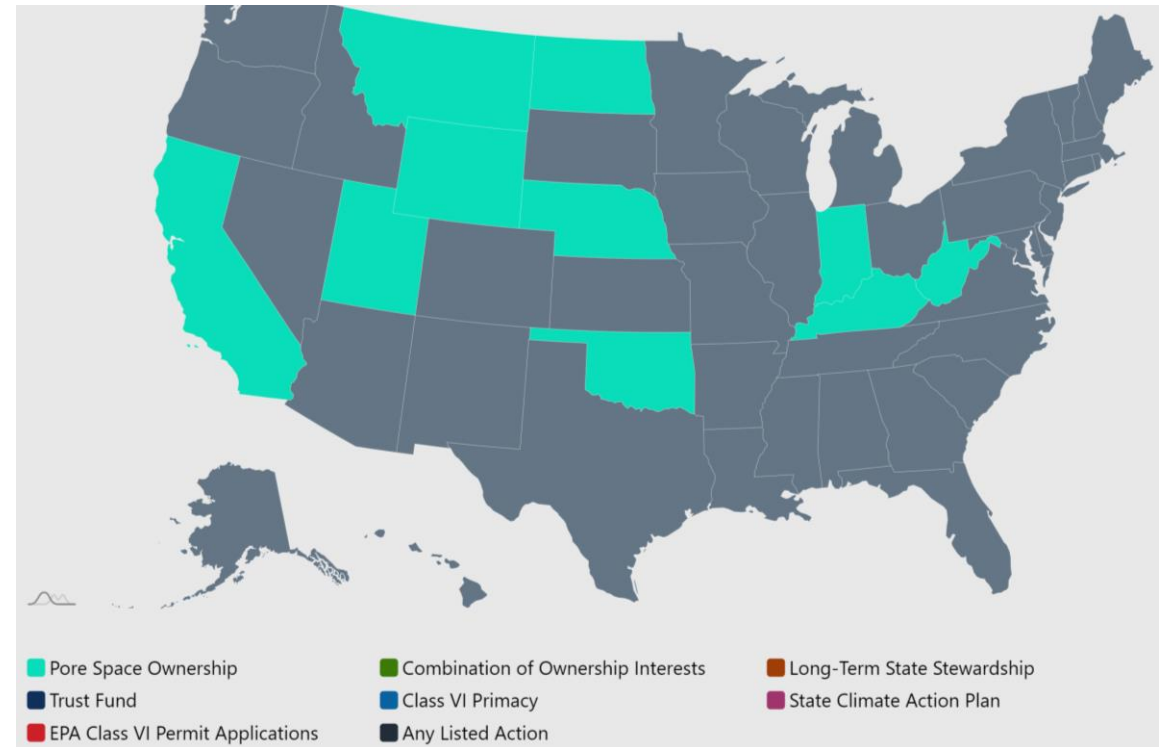 Pore Space Ownership
Combination of Ownership Interests
Long-Term State Stewardship
Trust Fund
Class VI Primacy
State Climate Action Plan
EPA Class VI Permit Applications
Any Listed Action